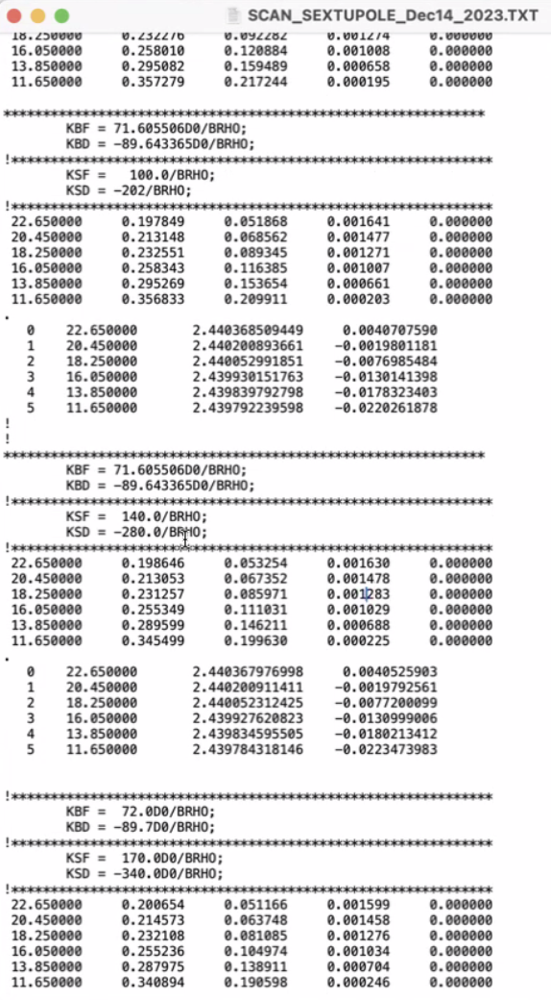 SCAN_SEXTUPOLE_Dec14_2023.TXT
18.250000 0.232276 0.092282 0.001274 0.000000
16.050000 0.258010 0.120884 0.001008 0.000000
13.850000 0.295082 0.159489 0.000658 0.000000
11.650000 0.357279 0.217244 0.000195 0.000000
**************************************************************
KBF = 71.605506D0/BRHO;
KBD = -89.643365D0/BRHO;
!**************************************************************
KSF = 100.0/BRHO;
KSD = -202/BRHO;
!**************************************************************
22.650000 0.197849 0.051868 0.001641 0.000000
20.450000 0.213148 0.068562 0.001477 0.000000
18.250000 0.232551 0.089345 0.001271 0.000000
16.050000 0.258343 0.116385 0.001007 0.000000
13.850000 0.295269 0.153654 0.000661 0.000000
11.650000 0.356833 0.209911 0.000203 0.000000
.
0 22.650000 2.440368509449 0.0040707590
1 20.450000 2.440200893661 -0.0019801181
2 18.250000 2.440052991851 -0.0076985484
3 16.050000 2.439930151763 -0.0130141398
4 13.850000 2.439839792798 -0.0178323403
5 11.650000 2.439792239598 -0.0220261878
!
!
**************************************************************
KBF = 71.605506D0/BRHO;
KBD = -89.643365D0/BRHO;
!**************************************************************
KSF = 140.0/BRHO;
KSD = -280.0/BRHO;
!**************************************************************
22.650000 0.198646 0.053254 0.001630 0.000000
20.450000 0.213053 0.067352 0.001478 0.000000
18.250000 0.231257 0.085971 0.001283 0.000000
16.050000 0.255349 0.111031 0.001029 0.000000
13.850000 0.289599 0.146211 0.000688 0.000000
11.650000 0.345499 0.199630 0.000225 0.000000
.
0 22.650000 2.440367976998 0.0040525903
1 20.450000 2.440200911411 -0.0019792561
2 18.250000 2.440052312425 -0.0077200099
3 16.050000 2.439927620823 -0.0130999006
4 13.850000 2.439834595505 -0.0180213412
5 11.650000 2.439784318146 -0.0223473983
!**************************************************************
KBF = 72.0D0/BRHO;
KBD = -89.7D0/BRHO;
!**************************************************************
KSF = 170.0D0/BRHO;
KSD = -340.0D0/BRHO;
!**************************************************************
22.650000 0.200654 0.051166 0.001599 0.000000
20.450000 0.214573 0.063748 0.001458 0.000000
18.250000 0.232108 0.081085 0.001276 0.000000
16.050000 0.255236 0.104974 0.001034 0.000000
13.850000 0.287975 0.138911 0.000704 0.000000
11.650000 0.340894 0.190598 0.000246 0.000000